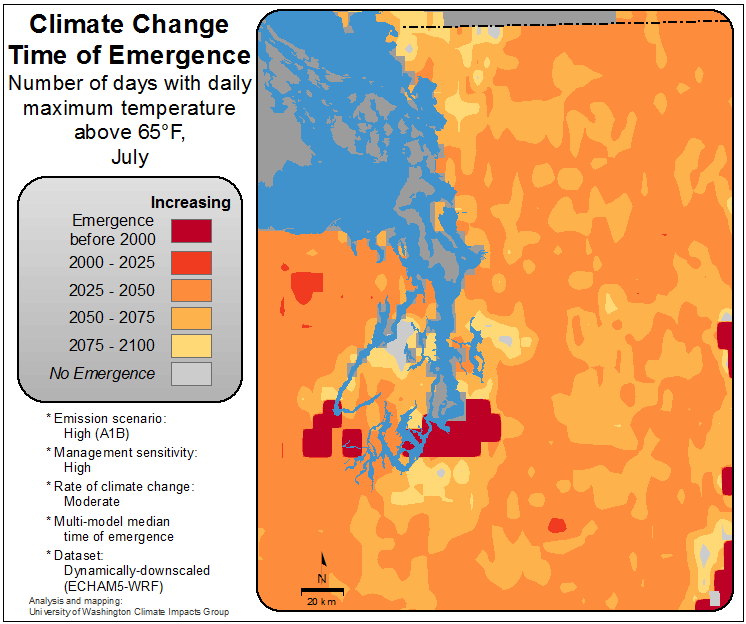 Climate Change
Time of Emergence
Number of days with daily
maximum temperature
above 65°F,
July
Increasing
Emergence
before 2000
2000 - 2025
2025 - 2050
2050 - 2075
2075 - 2100
No Emergence
* Emission scenario:
High (A1B)
* Management sensitivity:
High
* Rate of climate change:
Moderate
* Multi-model median
time of emergence
* Dataset:
Dynamically-downscaled
(ECHAM5-WRF)
Analysis and mapping:
University of Washington Climate Impacts Group
N
20 km